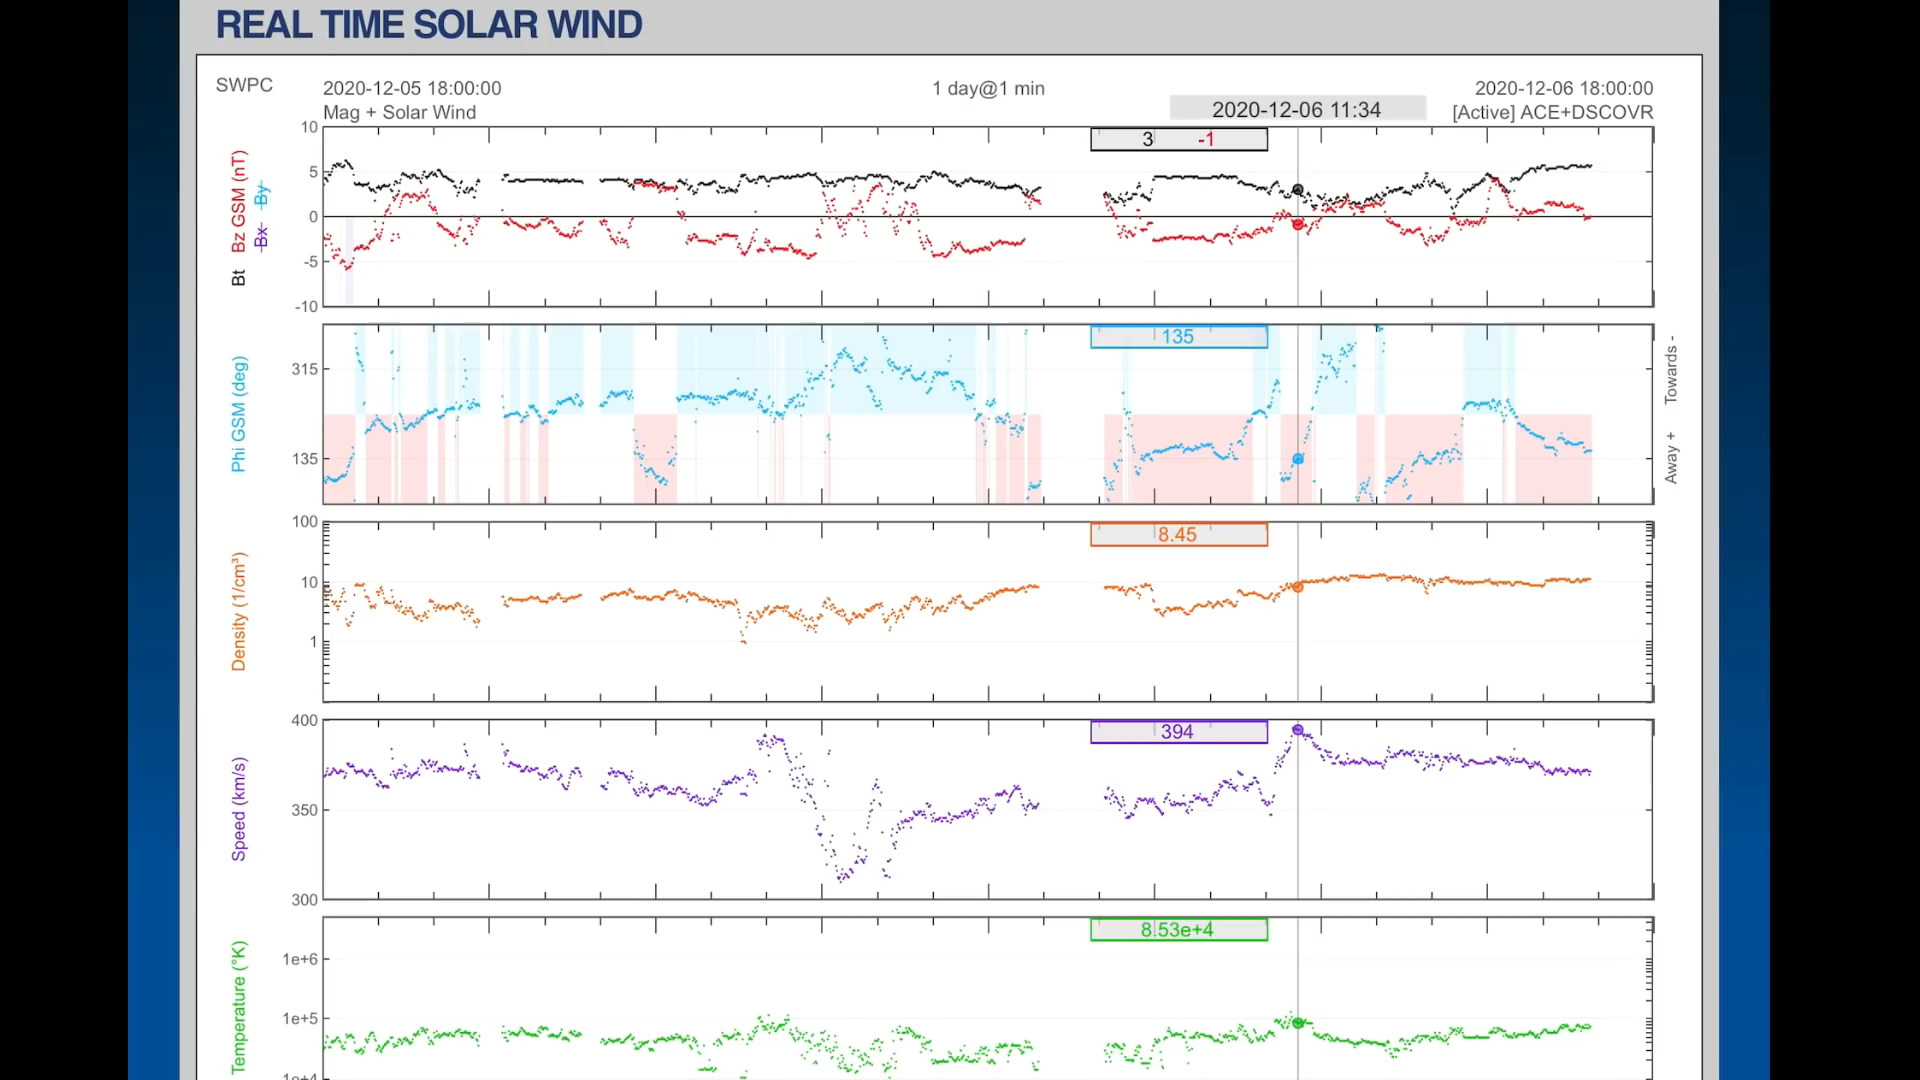 REAL TIME SOLAR WIND
SWPC
2020-12-05 18:00:00
1 day@1 min
2020-12-06 18:00:00
Mag + Solar Wind
2020-12-06 11:34
[Active] ACE+DSCOVR
Bt Bz GSM (nT)
Bx By
10
5
0
-5
-10
3 -1
Phi GSM (deg)
315
135
135
Away + Towards -
Density (1/cm³)
100
10
1
8.45
Speed (km/s)
400
350
300
394
Temperature (°K)
1e+6
1e+5
1e+4
8.53e+4